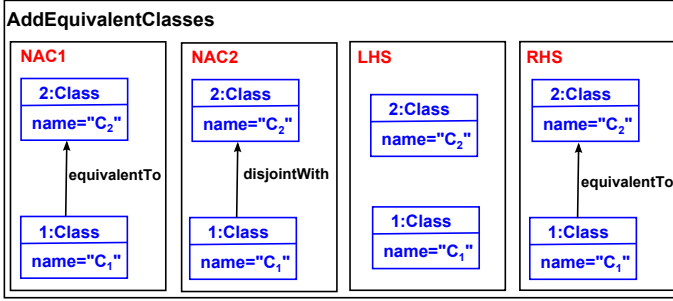 AddEquivalentClasses
NAC1
2:Class
name="C₂"
equivalentTo
1:Class
name="C₁"
NAC2
2:Class
name="C₂"
disjointWith
1:Class
name="C₁"
LHS
2:Class
name="C₂"
1:Class
name="C₁"
RHS
2:Class
name="C₂"
equivalentTo
1:Class
name="C₁"